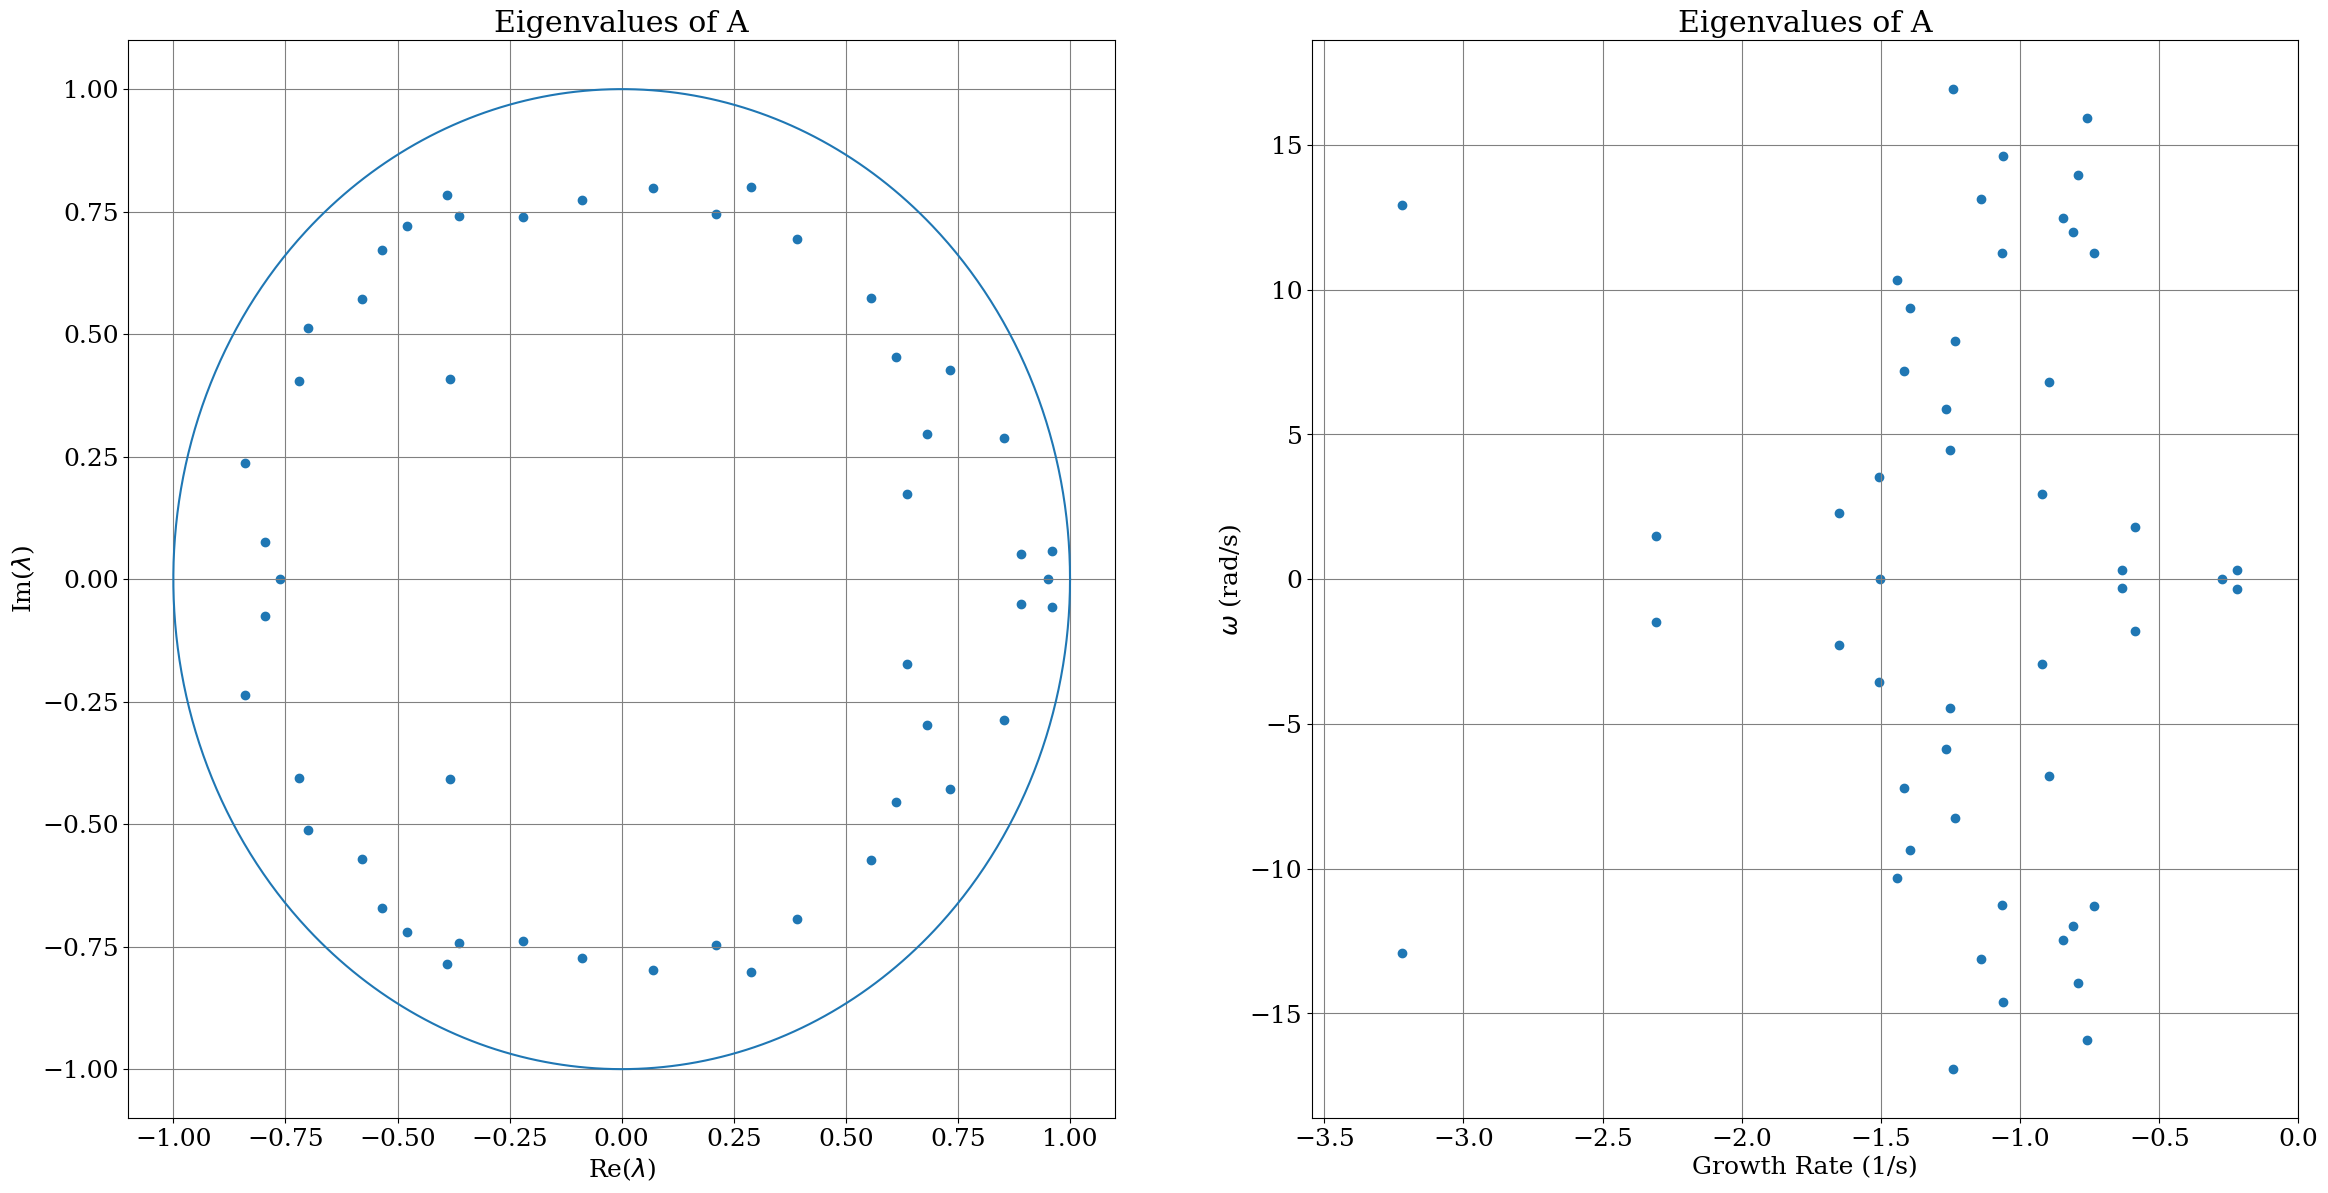 Eigenvalues of A
1.00
0.75
0.50
0.25
0.00
−0.25
−0.50
−0.75
−1.00
Im(λ)
−1.00 −0.75 −0.50 −0.25 0.00 0.25 0.50 0.75 1.00
Re(λ)
Eigenvalues of A
15
10
5
0
−5
−10
−15
ω (rad/s)
−3.5 −3.0 −2.5 −2.0 −1.5 −1.0 −0.5 0.0
Growth Rate (1/s)